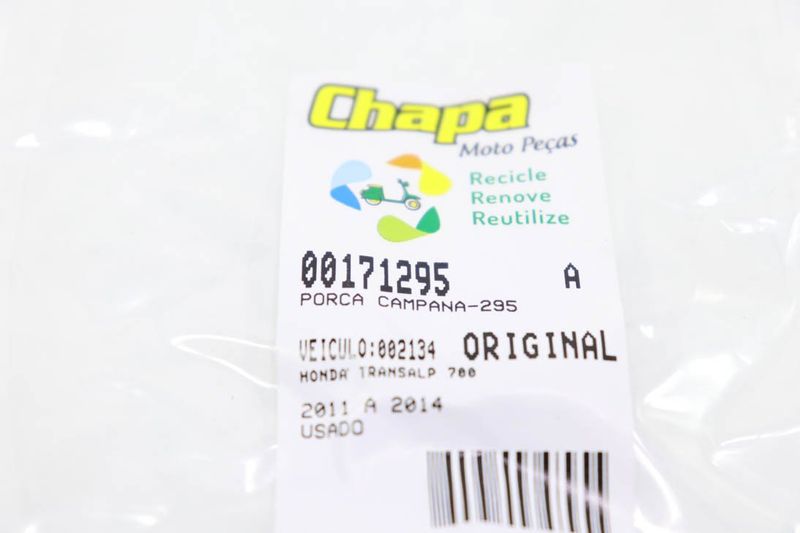 Chapa
Moto Peças
Recicle
Renove
Reutilize
00171295 A
PORCA CAMPANA-295
VEICULO:002134 ORIGINAL
HONDA TRANSALP 700
2011 A 2014
USADO